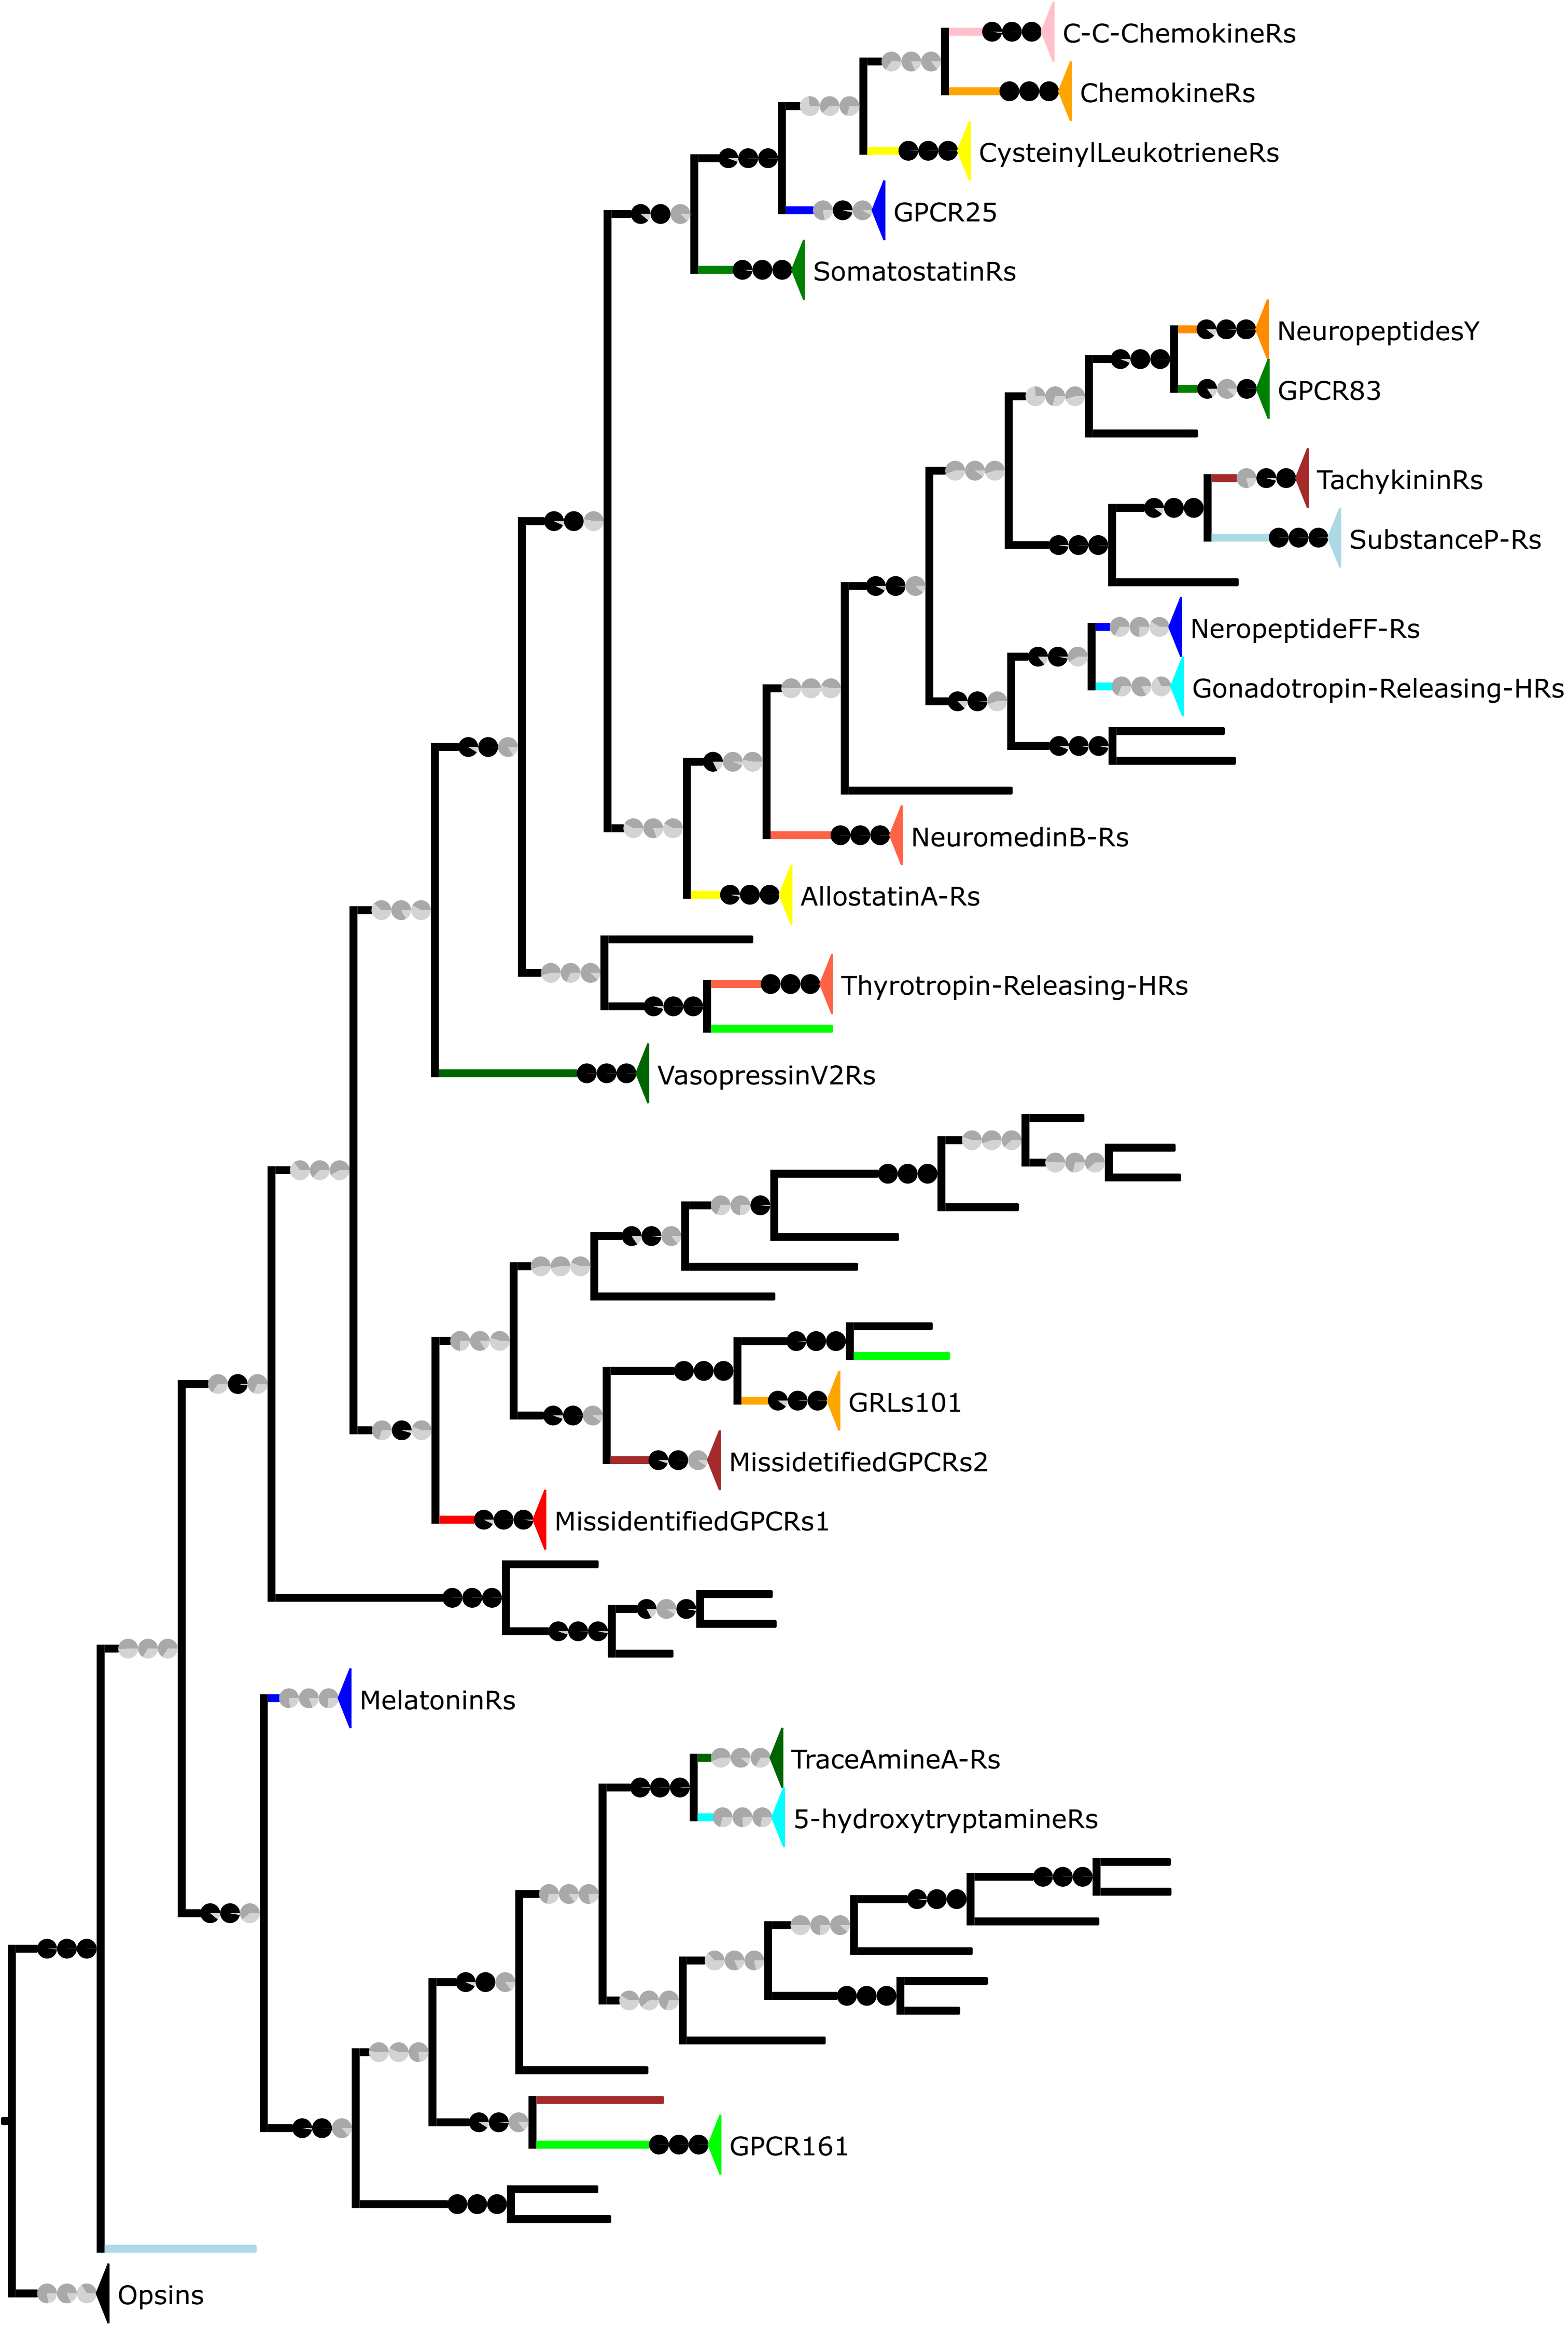 C-C-ChemokineRs
ChemokineRs
CysteinylLeukotrieneRs
GPCR25
SomatostatinRs
NeuropeptidesY
GPCR83
TachykininRs
SubstanceP-Rs
NeropeptideFF-Rs
Gonadotropin-Releasing-HRs
NeuromedinB-Rs
AllostatinA-Rs
Thyrotropin-Releasing-HRs
VasopressinV2Rs
GRLs101
MissidetifiedGPCRs2
MissidentifiedGPCRs1
MelatoninRs
TraceAmineA-Rs
5-hydroxytryptamineRs
GPCR161
Opsins